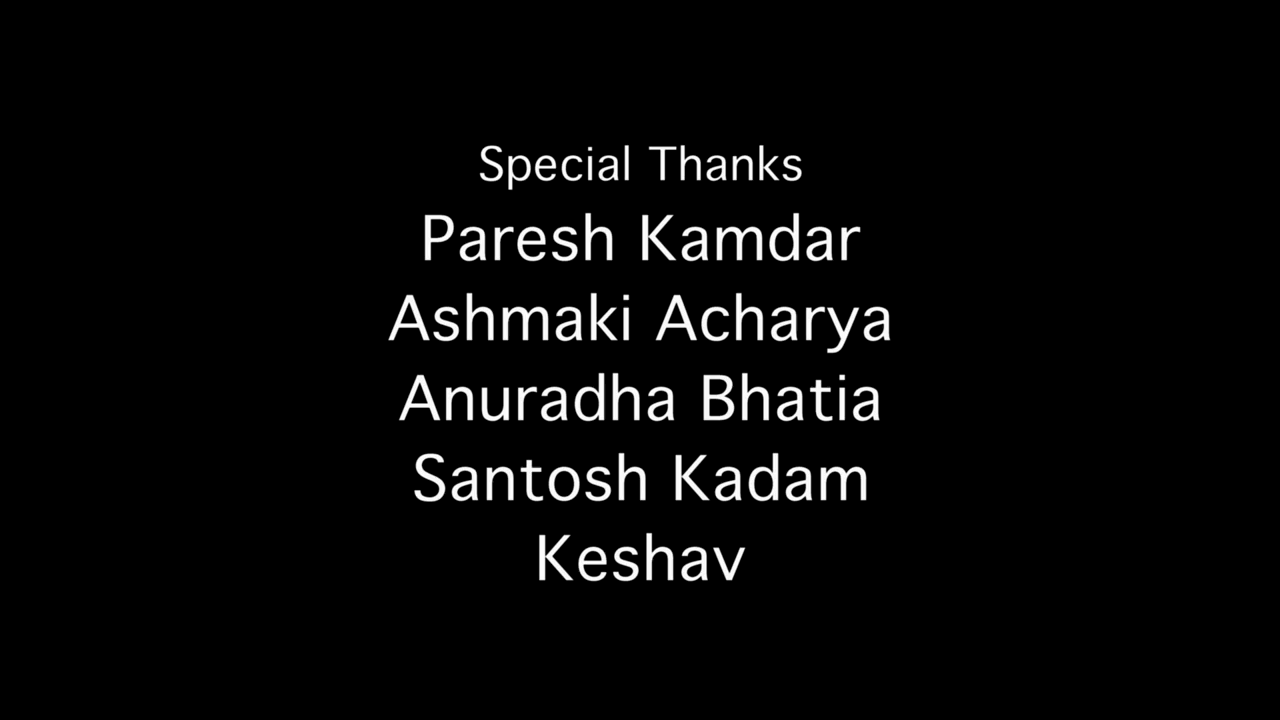 Special Thanks
Paresh Kamdar
Ashmaki Acharya
Anuradha Bhatia
Santosh Kadam
Keshav